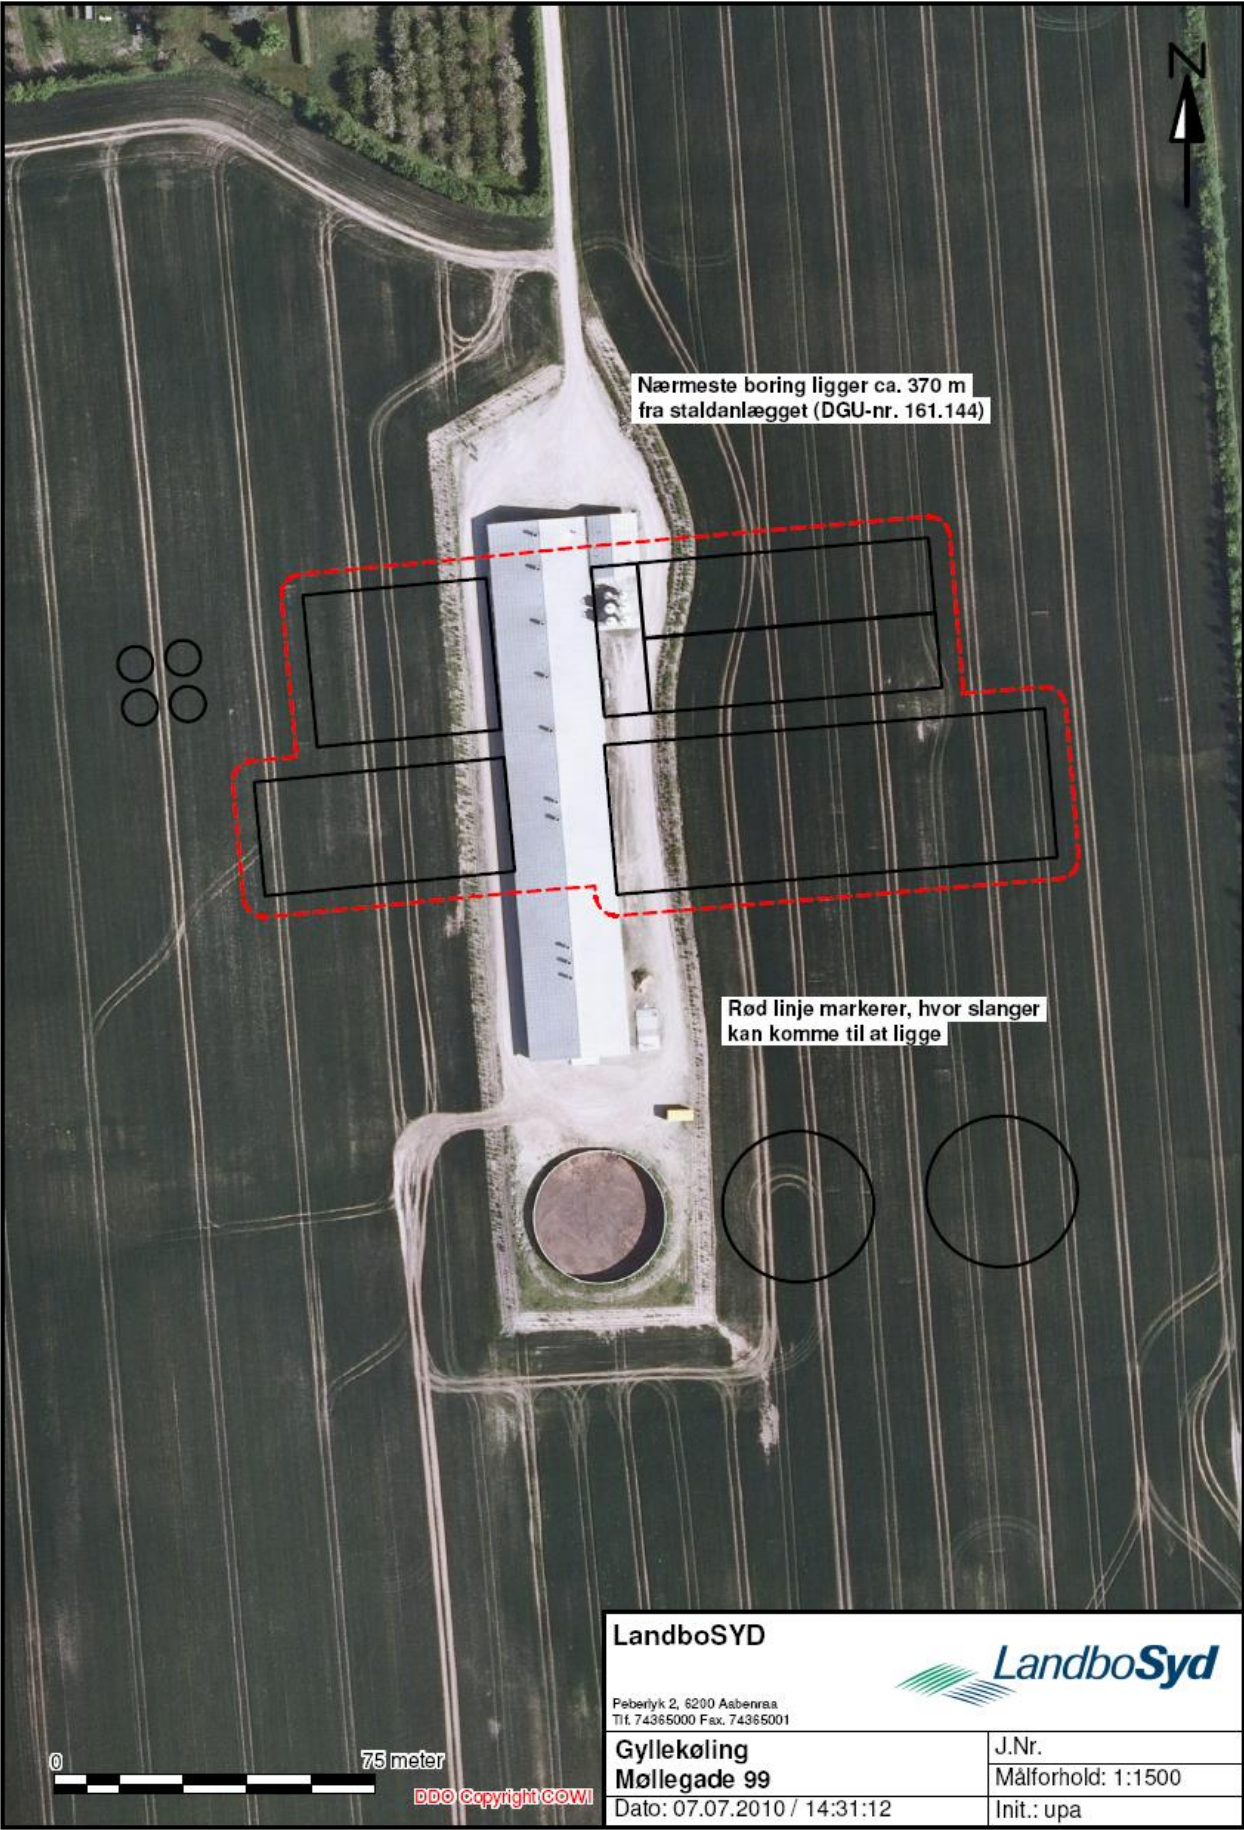 N
Nærmeste boring ligger ca. 370 m
fra staldanlægget (DGU-nr. 161.144)
Rød linje markerer, hvor slanger
kan komme til at ligge
0 75 meter
DDO Copyright COWI
LandboSYD
LandboSyd
Peberlyk 2, 6200 Aabenraa
Tlf. 74365000 Fax. 74365001
Gyllekøling
Møllegade 99
Dato: 07.07.2010 / 14:31:12
J.Nr.
Målforhold: 1:1500
Init.: upa